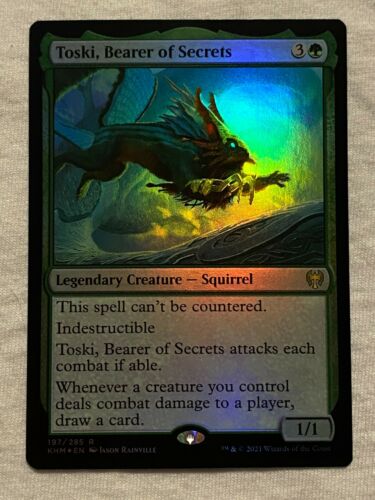 Toski, Bearer of Secrets 3
Legendary Creature — Squirrel
This spell can't be countered.
Indestructible
Toski, Bearer of Secrets attacks each
combat if able.
Whenever a creature you control
deals combat damage to a player,
draw a card.
1/1
197/285 R
KHM★EN Jason Rainville
™ & © 2021 Wizards of the Coast